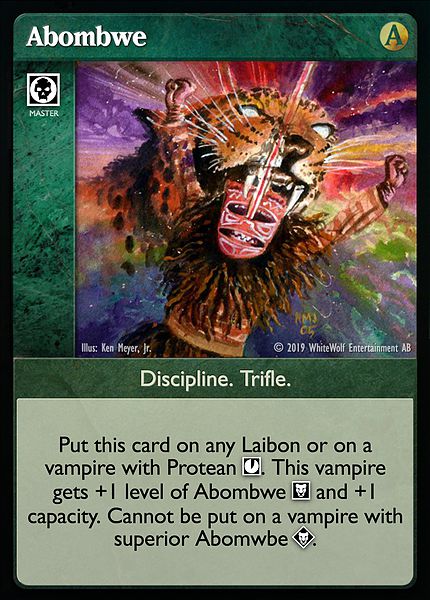 Abombwe
A
MASTER
NMJ
05
Illus: Ken Meyer, Jr.
© 2019 WhiteWolf Entertainment AB
Discipline. Trifle.
Put this card on any Laibon or on a
vampire with Protean . This vampire
gets +1 level of Abombwe and +1
capacity. Cannot be put on a vampire with
superior Abomwbe .